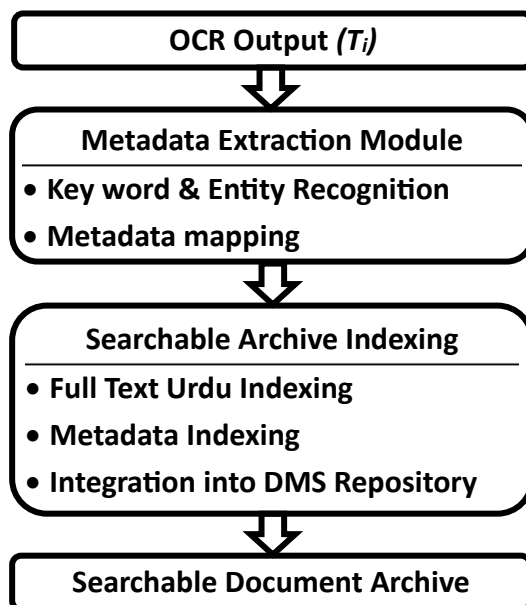 OCR Output (Ti)
Metadata Extraction Module
• Key word & Entity Recognition
• Metadata mapping
Searchable Archive Indexing
• Full Text Urdu Indexing
• Metadata Indexing
• Integration into DMS Repository
Searchable Document Archive